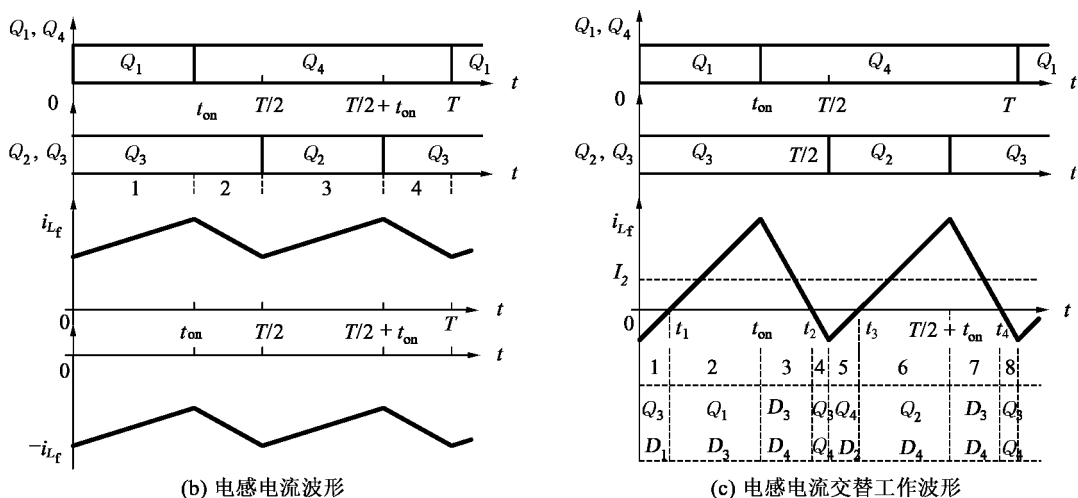 Q1, Q4
Q1 Q4 Q1
t
0 ton T/2 T/2 + ton T
Q2, Q3
Q3 Q2 Q3
t
1 2 3 4
iLf
0 ton T/2 T/2 + ton T t
0
−iLf
(b) 电感电流波形
Q1, Q4
Q1 Q4 Q1
t
0 ton T/2 T
Q2, Q3
Q3 T/2 Q2 Q3
t
iLf
I2
0 t1 ton t2 t3 T/2 + ton t4 t
1 2 3 4 5 6 7 8
Q3 Q1 D3 Q3 Q4 Q2 D3 Q3
D1 D3 D4 Q4 D2 D4 D4 Q4
(c) 电感电流交替工作波形